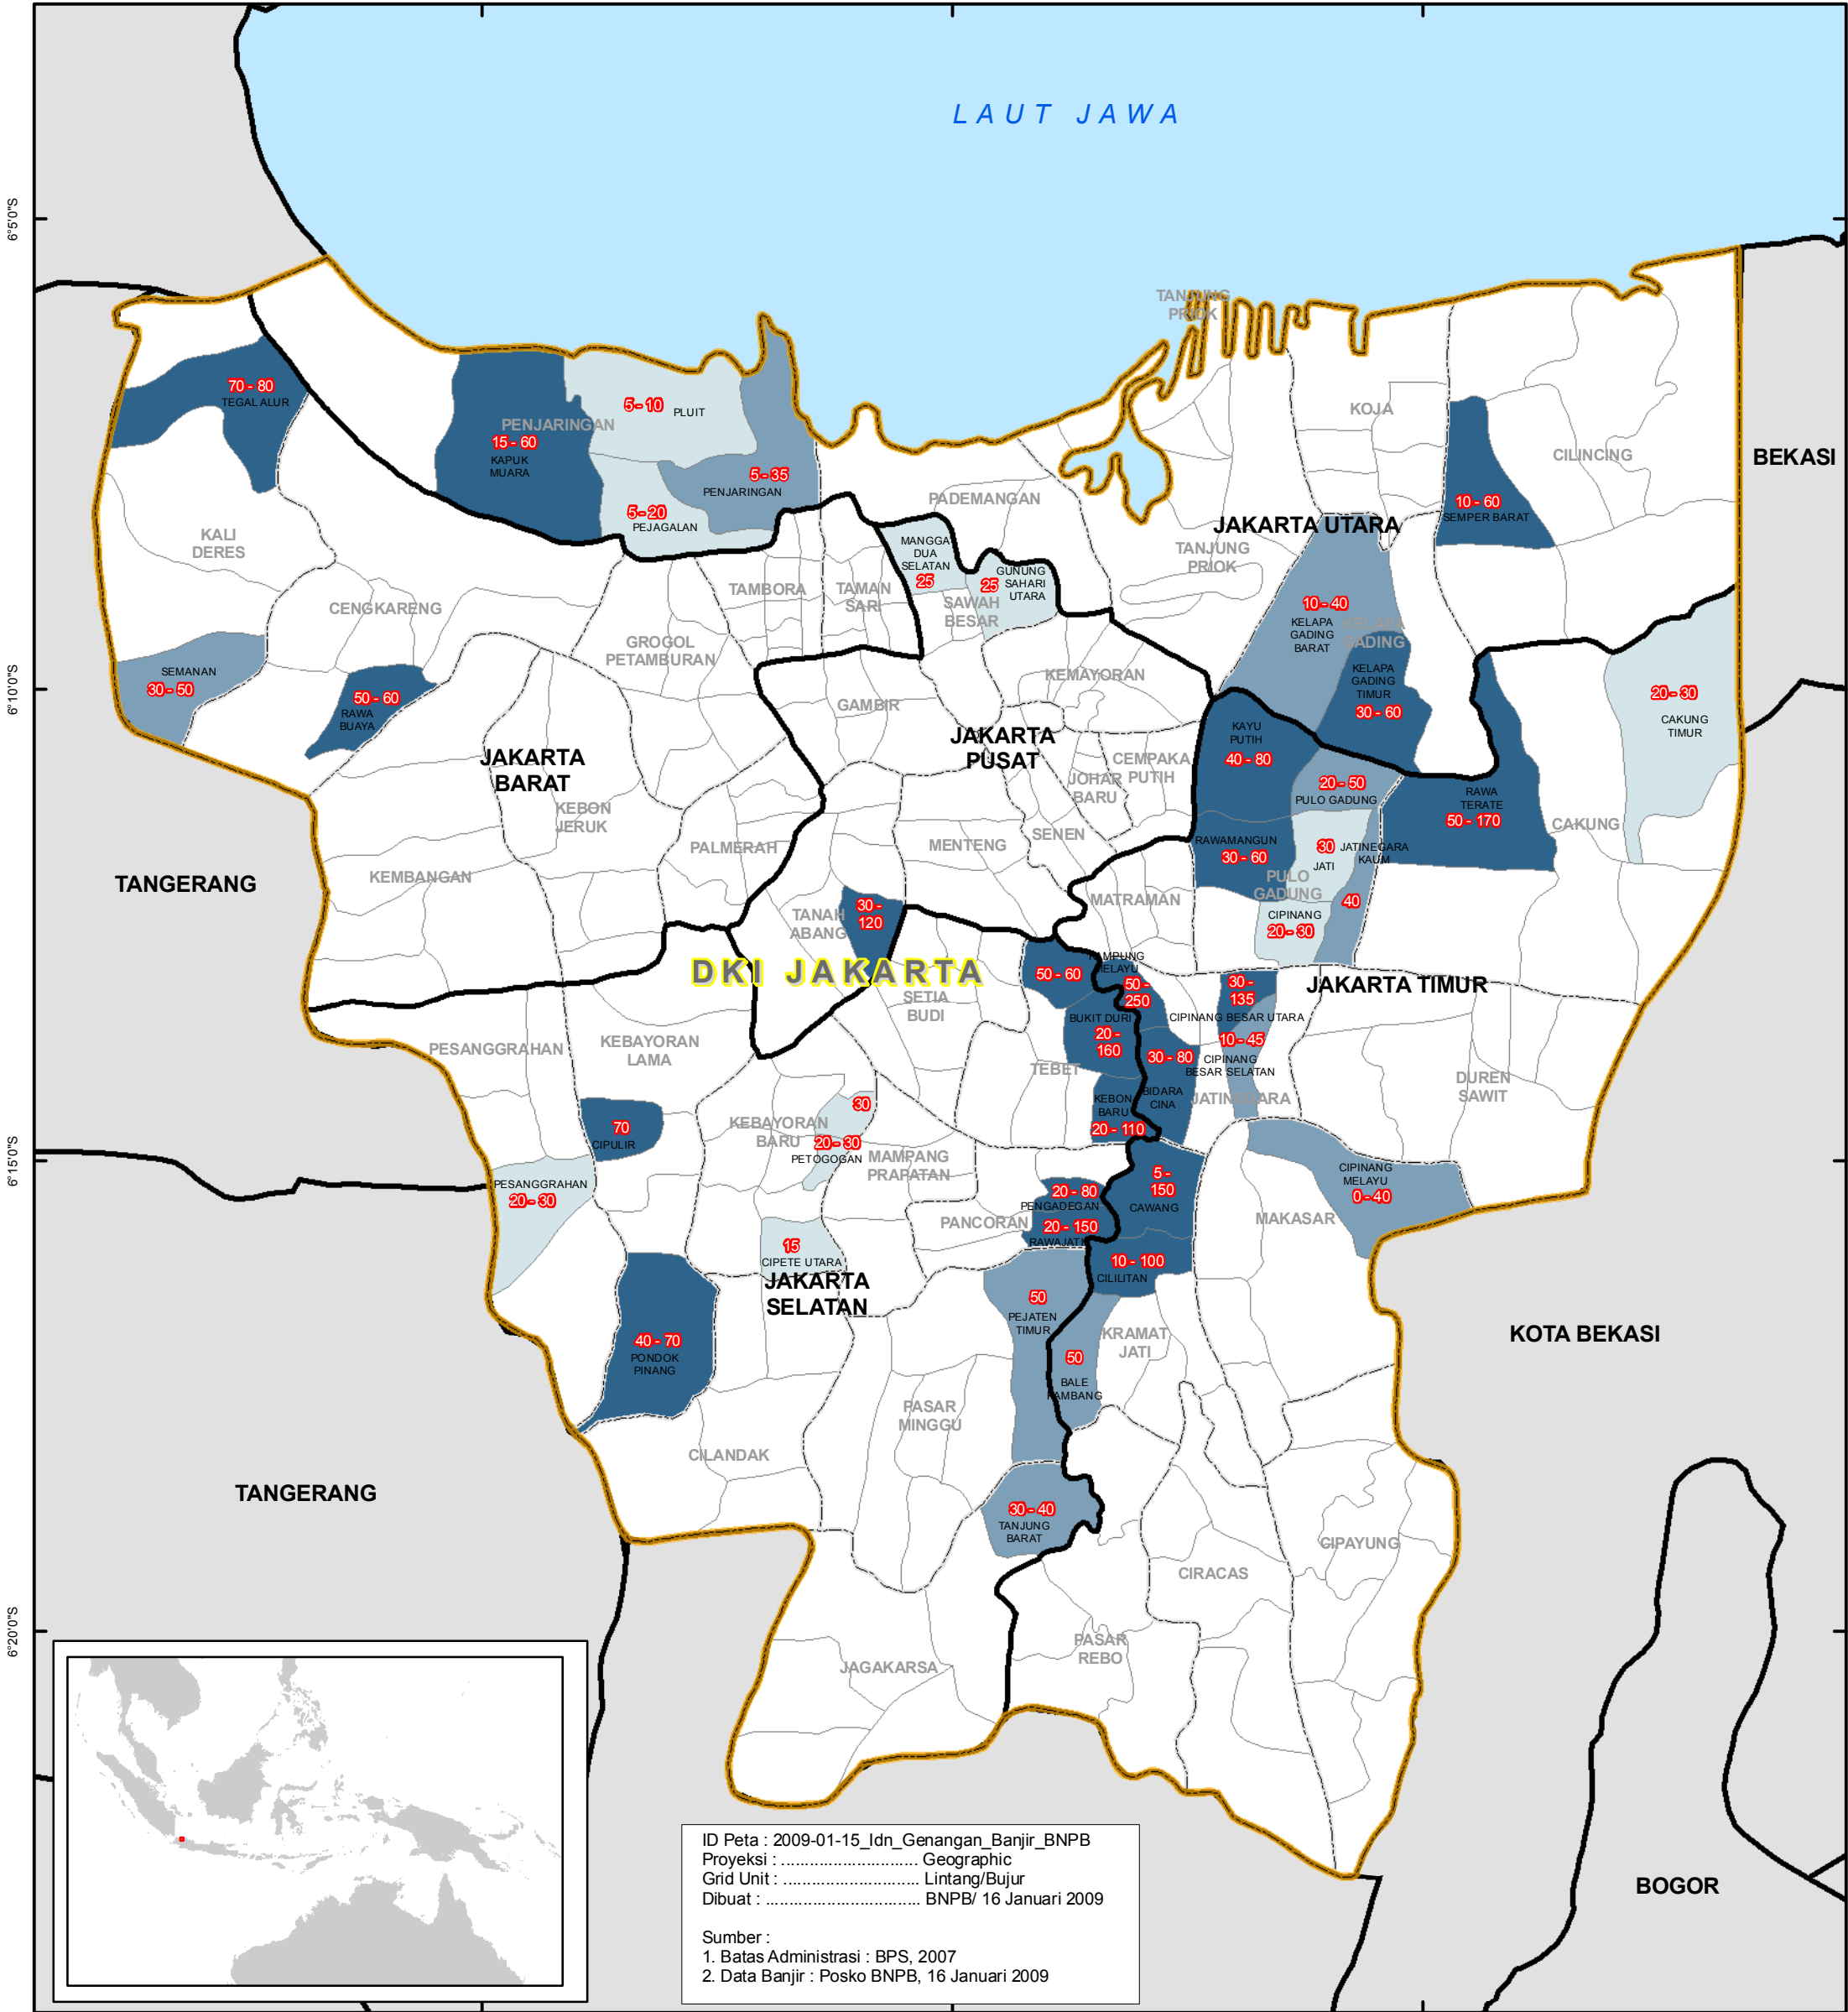 LAUT JAWA
6°5'0"S
6°10'0"S
6°15'0"S
6°20'0"S
TANJUNG
PRIOK
70 - 80
TEGAL ALUR
5 - 10
PLUIT
PENJARINGAN
15 - 60
KAPUK
MUARA
5 - 35
PENJARINGAN
5 - 20
PEJAGALAN
KOJA
CILINCING
BEKASI
10 - 60
SEMPER BARAT
PADEMANGAN
JAKARTA UTARA
TANJUNG
PRIOK
KALI
DERES
MANGGA
DUA
SELATAN
25
GUNUNG
SAHARI
UTARA
25
SAWAH
BESAR
TAMBORA
TAMAN
SARI
CENGKARENG
GROGOL
PETAMBURAN
10 - 40
KELAPA
GADING
BARAT
KELAPA
GADING
KELAPA
GADING
TIMUR
30 - 60
SEMANAN
30 - 50
50 - 60
RAWA
BUAYA
KEMAYORAN
GAMBIR
20 - 30
CAKUNG
TIMUR
JAKARTA
BARAT
JAKARTA
PUSAT
CEMPAKA
PUTIH
JOHAR
BARU
KAYU
PUTIH
40 - 80
20 - 50
PULO GADUNG
RAWA
TERATE
50 - 170
CAKUNG
KEBON
JERUK
PALMERAH
MENTENG
SENEN
RAWAMANGUN
30 - 60
30
JATI
JATINEGARA
KAUM
40
PULO
GADUNG
CIPINANG
20 - 30
TANGERANG
KEMBANGAN
MATRAMAN
TANAH
ABANG
30 -
120
DKI JAKARTA
SETIA
BUDI
50 - 60
KAMPUNG
MELAYU
50 -
250
30 -
135
JAKARTA TIMUR
CIPINANG BESAR UTARA
BUKIT DURI
20 -
160
10 - 45
CIPINANG
BESAR SELATAN
30 - 80
BIDARA
CINA
PESANGGRAHAN
KEBAYORAN
LAMA
TEBET
KEBON
BARU
20 - 110
JATINEGARA
DUREN
SAWIT
70
CIPULIR
KEBAYORAN
BARU
30
20 - 30
PETOGOGAN
MAMPANG
PRAPATAN
PESANGGRAHAN
20 - 30
5 -
150
CAWANG
CIPINANG
MELAYU
0 - 40
MAKASAR
20 - 80
PENGADEGAN
PANCORAN
20 - 150
RAWAJATI
15
CIPETE UTARA
JAKARTA
SELATAN
10 - 100
CILILITAN
50
PEJATEN
TIMUR
KRAMAT
JATI
50
BALE
KAMBANG
KOTA BEKASI
40 - 70
PONDOK
PINANG
PASAR
MINGGU
CILANDAK
TANGERANG
30 - 40
TANJUNG
BARAT
CIPAYUNG
CIRACAS
PASAR
REBO
JAGAKARSA
BOGOR
ID Peta : 2009-01-15_Idn_Genangan_Banjir_BNPB
Proyeksi : ............................. Geographic
Grid Unit : ............................. Lintang/Bujur
Dibuat : ................................. BNPB/ 16 Januari 2009
Sumber :
1. Batas Administrasi : BPS, 2007
2. Data Banjir : Posko BNPB, 16 Januari 2009